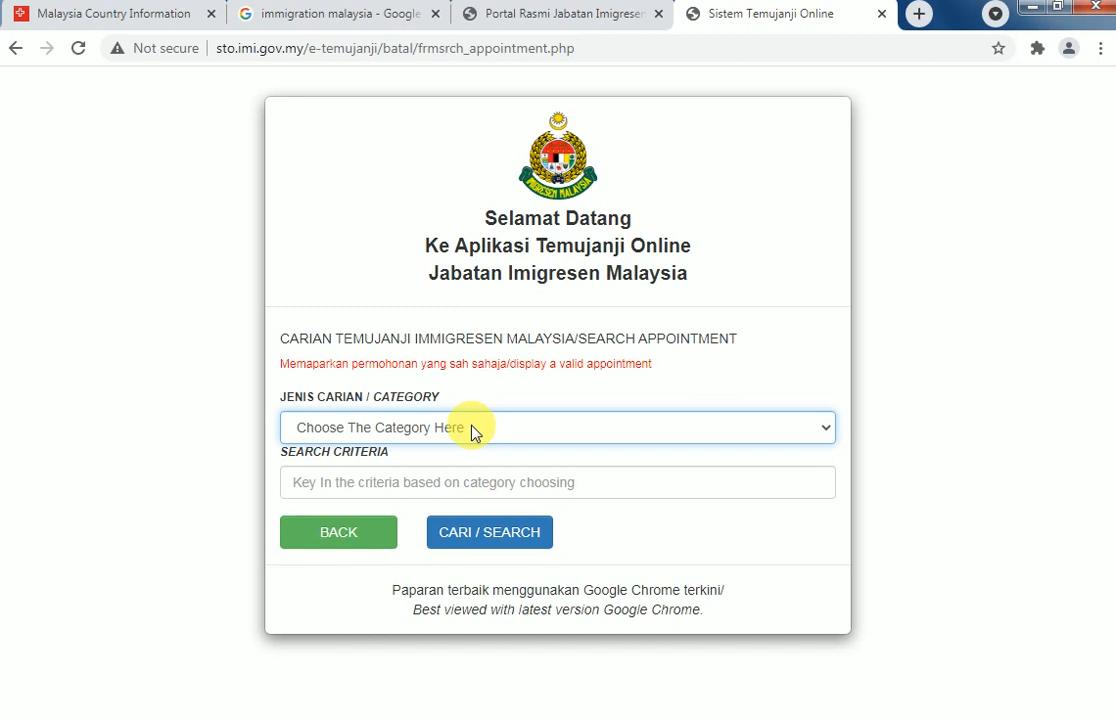 Malaysia Country Information
immigration malaysia - Google
Portal Rasmi Jabatan Imigresen
Sistem Temujanji Online
Not secure
sto.imi.gov.my/e-temujanji/batal/frmsrch_appointment.php
IMIGRESEN MALAYSIA
Selamat Datang
Ke Aplikasi Temujanji Online
Jabatan Imigresen Malaysia
CARIAN TEMUJANJI IMMIGRESEN MALAYSIA/SEARCH APPOINTMENT
Memaparkan permohonan yang sah sahaja/display a valid appointment
JENIS CARIAN / CATEGORY
Choose The Category Here
SEARCH CRITERIA
Key In the criteria based on category choosing
BACK
CARI / SEARCH
Paparan terbaik menggunakan Google Chrome terkini/
Best viewed with latest version Google Chrome.